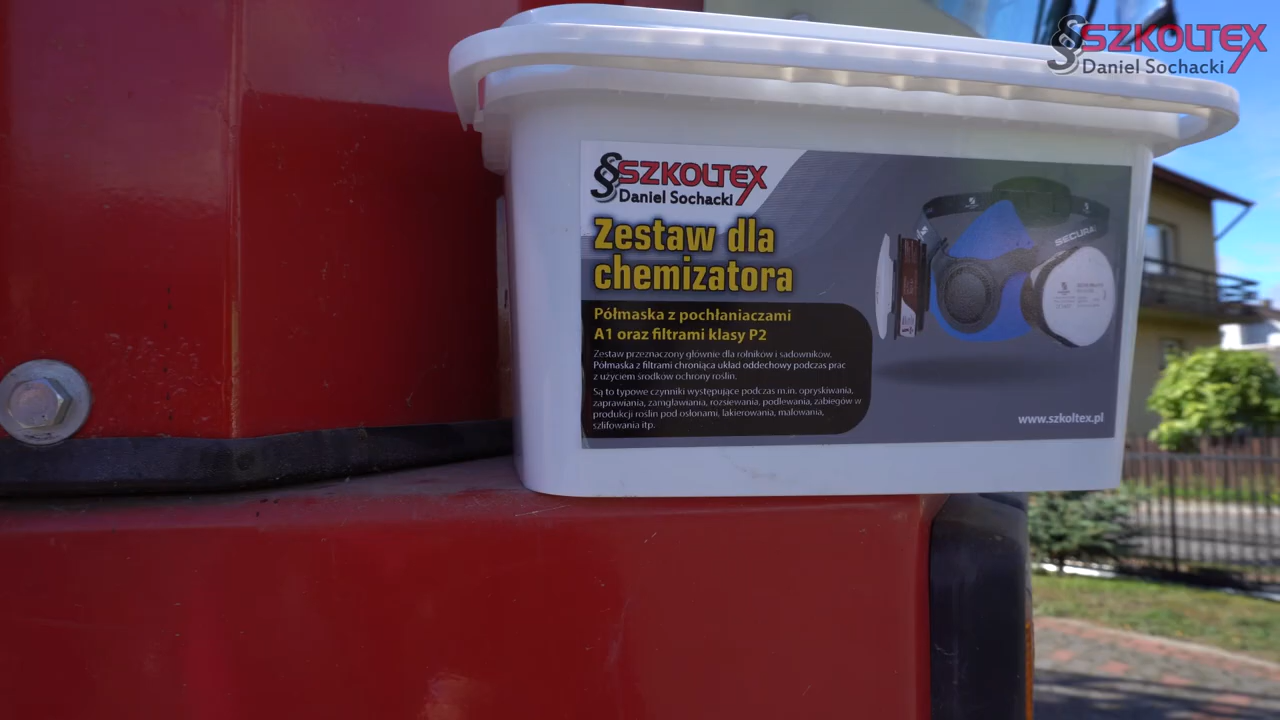 §SZKOLTEX
Daniel Sochacki
§SZKOLTEX
Daniel Sochacki
Zestaw dla
chemizatora
Półmaska z pochłaniaczami
A1 oraz filtrami klasy P2
Zestaw przeznaczony głównie dla rolników i sadowników.
Półmaska z filtrami chroniąca układ oddechowy podczas prac
z użyciem środków ochrony roślin.
Są to typowe czynniki występujące podczas m.in. opryskiwania,
zaprawiania, zamgławiania, rozsiewania, podlewania, zabiegów w
produkcji roślin pod osłonami, lakierowania, malowania,
szlifowania itp.
SECURA
www.szkoltex.pl